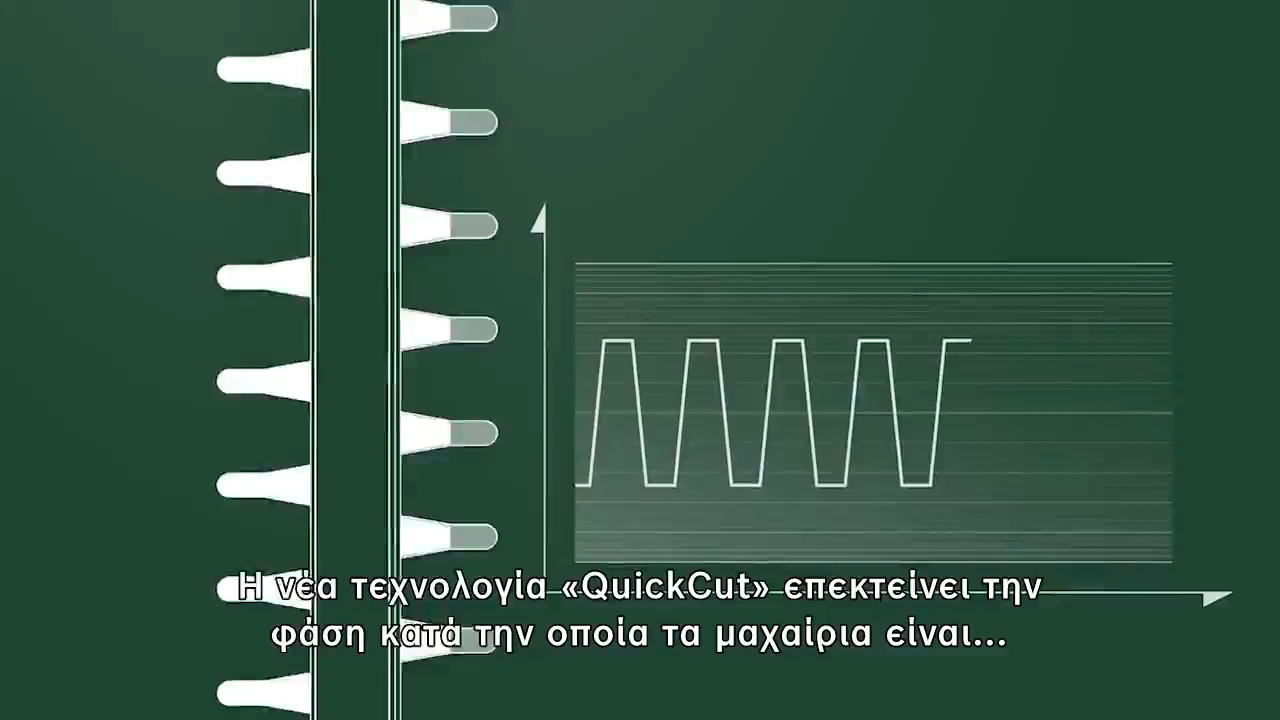 Η νέα τεχνολογία «QuickCut» επεκτείνει την
φάση κατά την οποία τα μαχαίρια είναι...